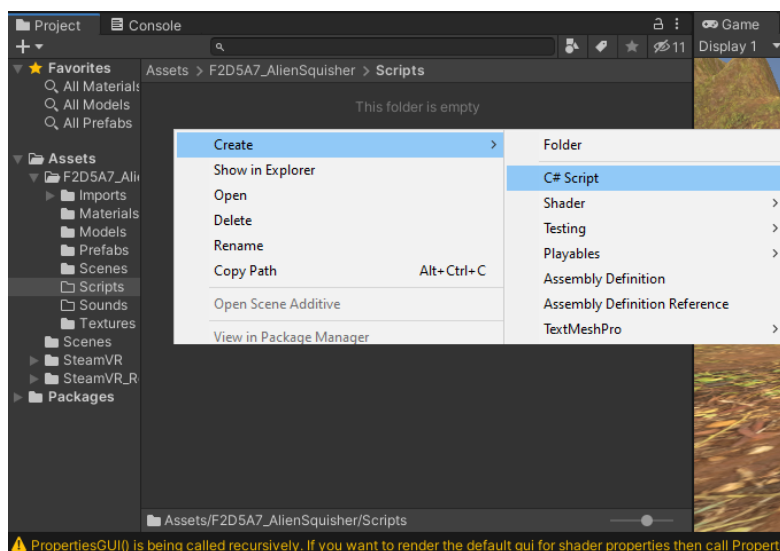 Project
Console
Game
11
Display 1
Favorites
All Materials
All Models
All Prefabs
Assets > F2D5A7_AlienSquisher > Scripts
This folder is empty
Assets
F2D5A7_Ali
Imports
Materials
Models
Prefabs
Scenes
Scripts
Sounds
Textures
Scenes
SteamVR
SteamVR_R
Packages
Create >
Show in Explorer
Open
Delete
Rename
Copy Path Alt+Ctrl+C
Open Scene Additive
View in Package Manager
Folder
C# Script
Shader >
Testing >
Playables >
Assembly Definition
Assembly Definition Reference
TextMeshPro >
Assets/F2D5A7_AlienSquisher/Scripts
PropertiesGUI() is being called recursively. If you want to render the default gui for shader properties then call Propert